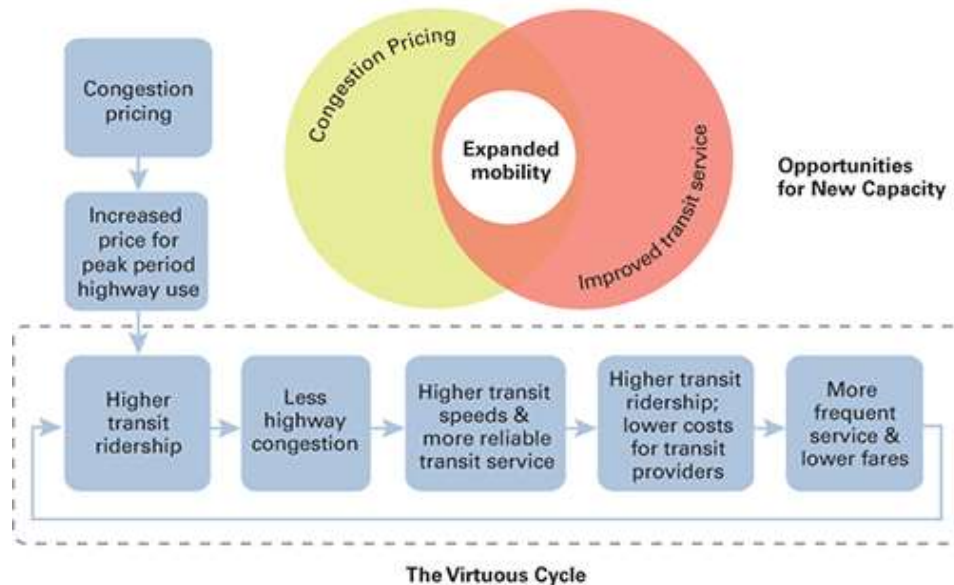 Congestion
pricing
Increased
price for
peak period
highway use
Congestion Pricing
Expanded
mobility
Improved transit service
Opportunities
for New Capacity
Higher
transit
ridership
Less
highway
congestion
Higher transit
speeds &
more reliable
transit service
Higher transit
ridership;
lower costs
for transit
providers
More
frequent
service &
lower fares
The Virtuous Cycle